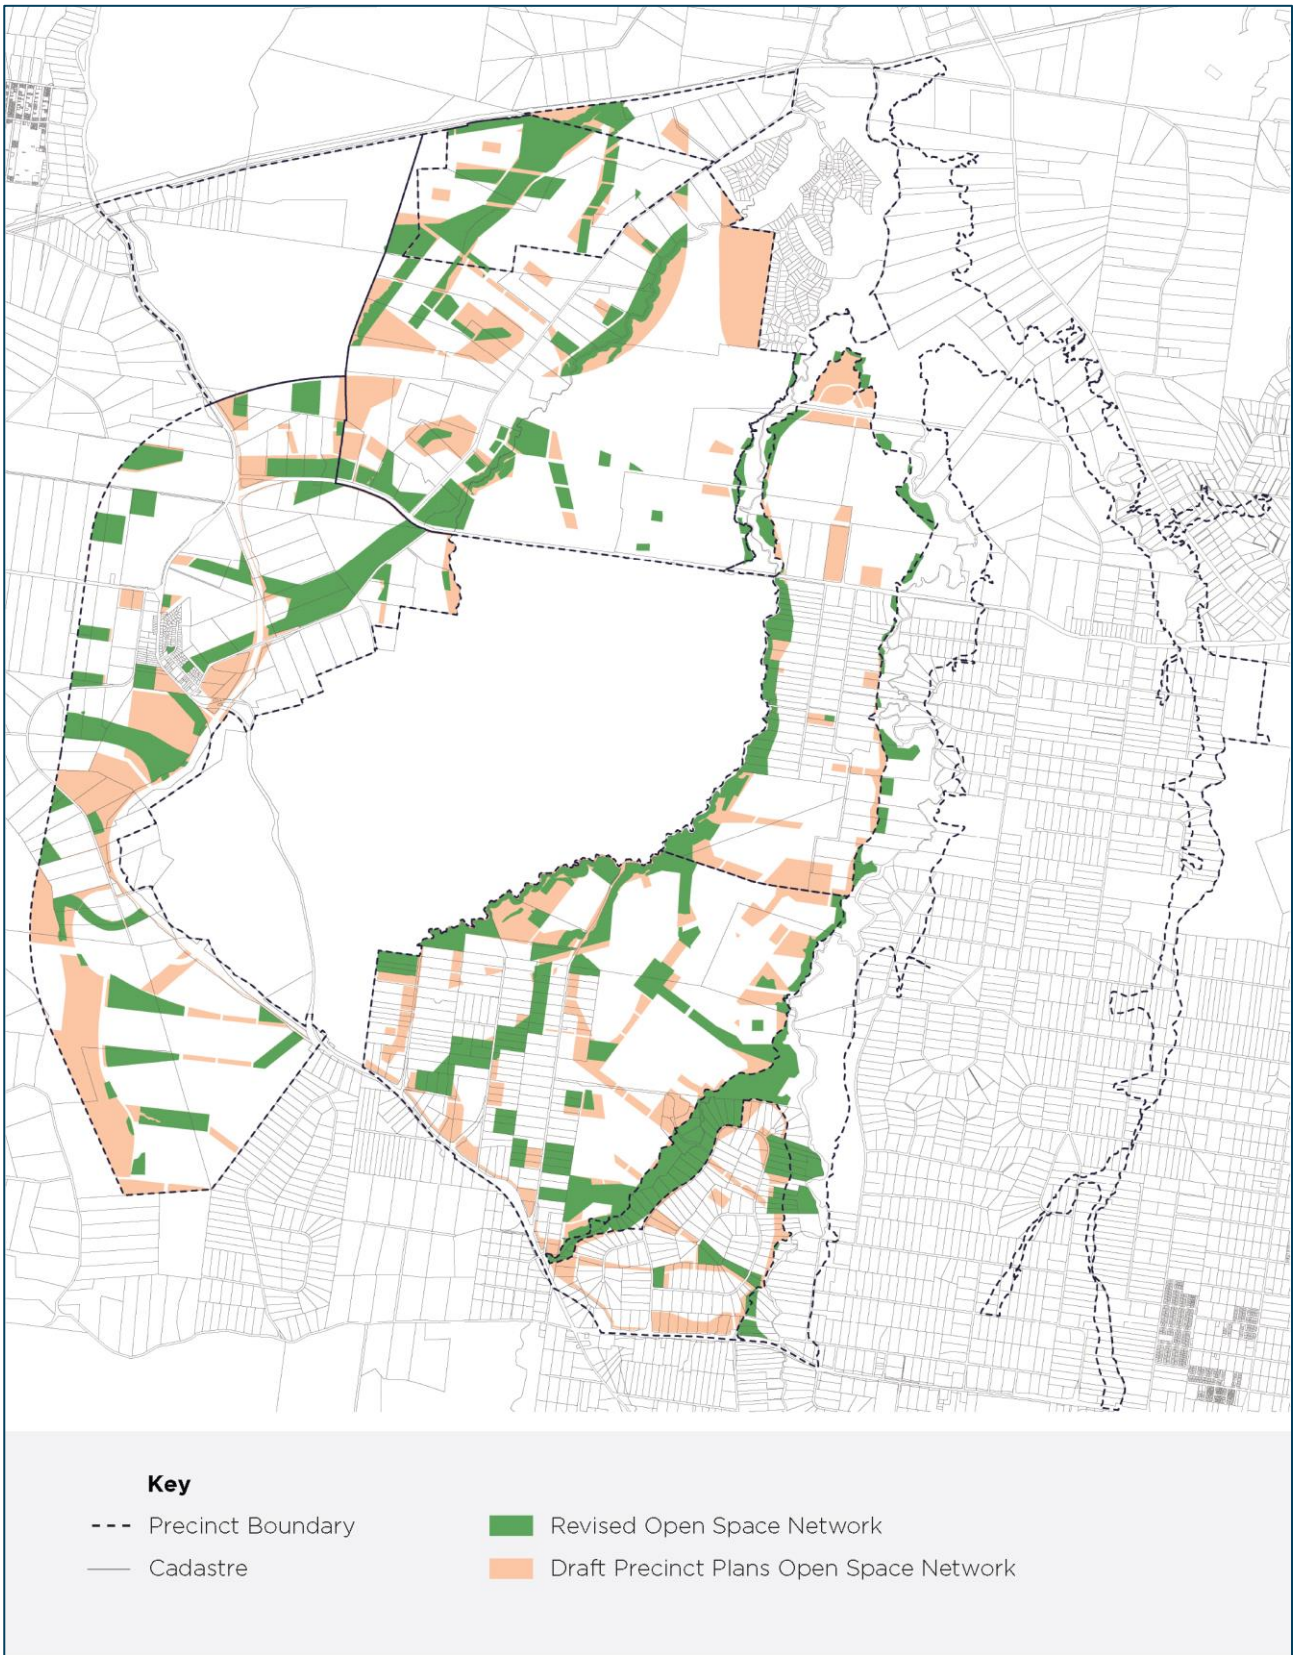 Key
Precinct Boundary
Cadastre
Revised Open Space Network
Draft Precinct Plans Open Space Network